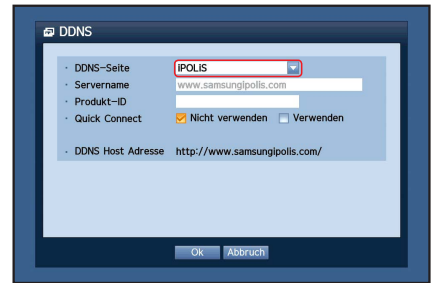 DDNS
· DDNS-Seite iPOLiS
· Servername www.samsungipolis.com
· Produkt-ID
· Quick Connect Nicht verwenden Verwenden
· DDNS Host Adresse http://www.samsungipolis.com/
Ok Abbruch